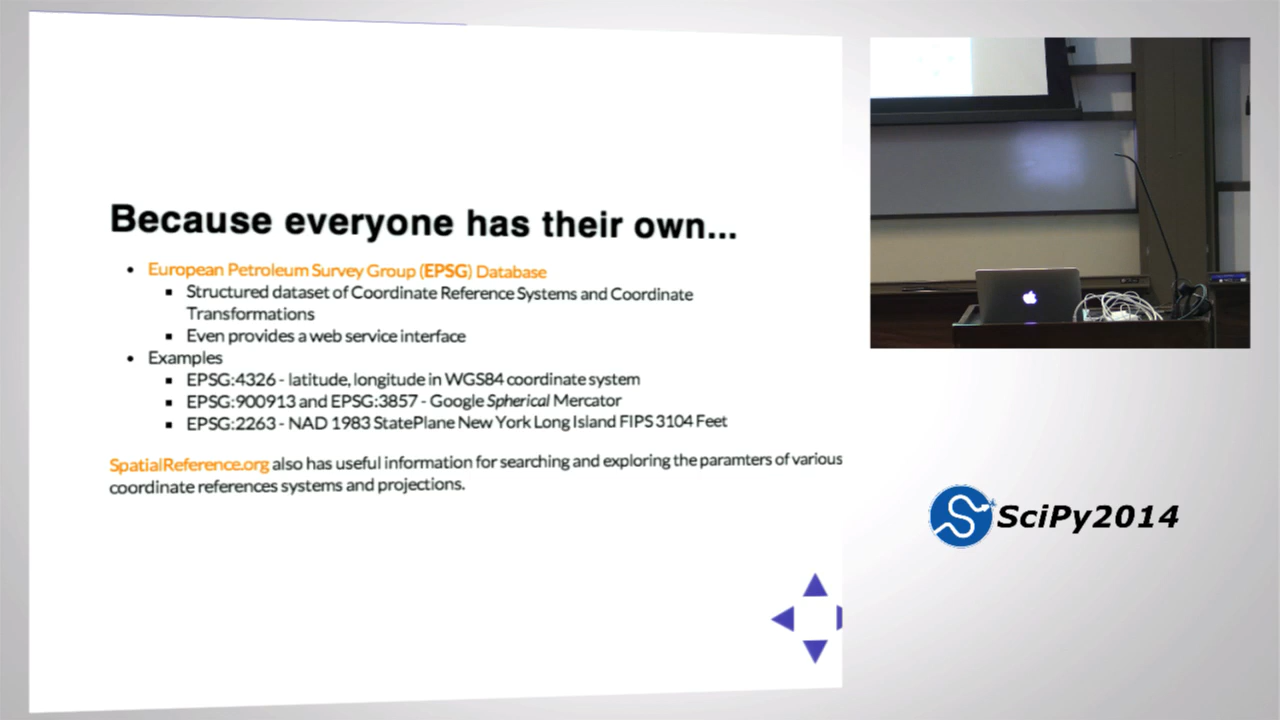 Because everyone has their own...
• European Petroleum Survey Group (EPSG) Database
▪ Structured dataset of Coordinate Reference Systems and Coordinate
Transformations
▪ Even provides a web service interface
• Examples
▪ EPSG:4326 - latitude, longitude in WGS84 coordinate system
▪ EPSG:900913 and EPSG:3857 - Google Spherical Mercator
▪ EPSG:2263 - NAD 1983 StatePlane New York Long Island FIPS 3104 Feet
SpatialReference.org also has useful information for searching and exploring the paramters of various
coordinate references systems and projections.
SciPy2014